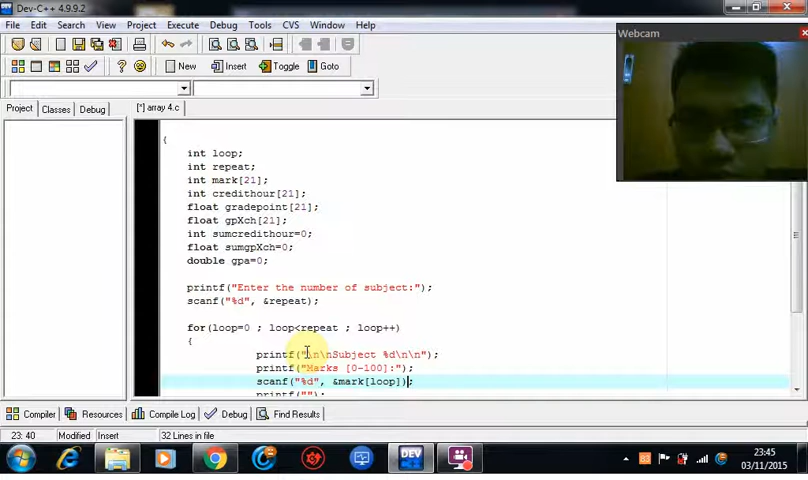 Dev-C++ 4.9.9.2
File Edit Search View Project Execute Debug Tools CVS Window Help
Webcam
New Insert Toggle Goto
Project Classes Debug [*] array 4.c
{
int loop;
int repeat;
int mark[21];
int credithour[21];
float gradepoint[21];
float gpXch[21];
int sumcredithour=0;
float sumgpXch=0;
double gpa=0;
printf("Enter the number of subject:");
scanf("%d", &repeat);
for(loop=0 ; loop<repeat ; loop++)
{
printf("\n\nSubject %d\n\n");
printf("Marks [0-100]:");
scanf("%d", &mark[loop]);
printf("");
Compiler Resources Compile Log Debug Find Results
23: 40 Modified Insert 32 Lines in file
DEV
23:45
03/11/2015